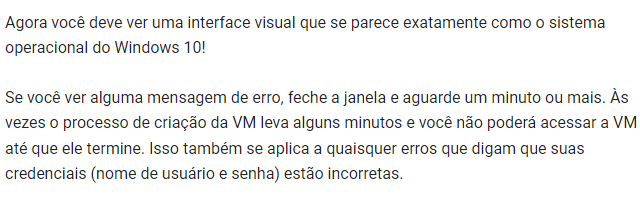 Agora você deve ver uma interface visual que se parece exatamente como o sistema
operacional do Windows 10!
Se você ver alguma mensagem de erro, feche a janela e aguarde um minuto ou mais. Às
vezes o processo de criação da VM leva alguns minutos e você não poderá acessar a VM
até que ele termine. Isso também se aplica a quaisquer erros que digam que suas
credenciais (nome de usuário e senha) estão incorretas.